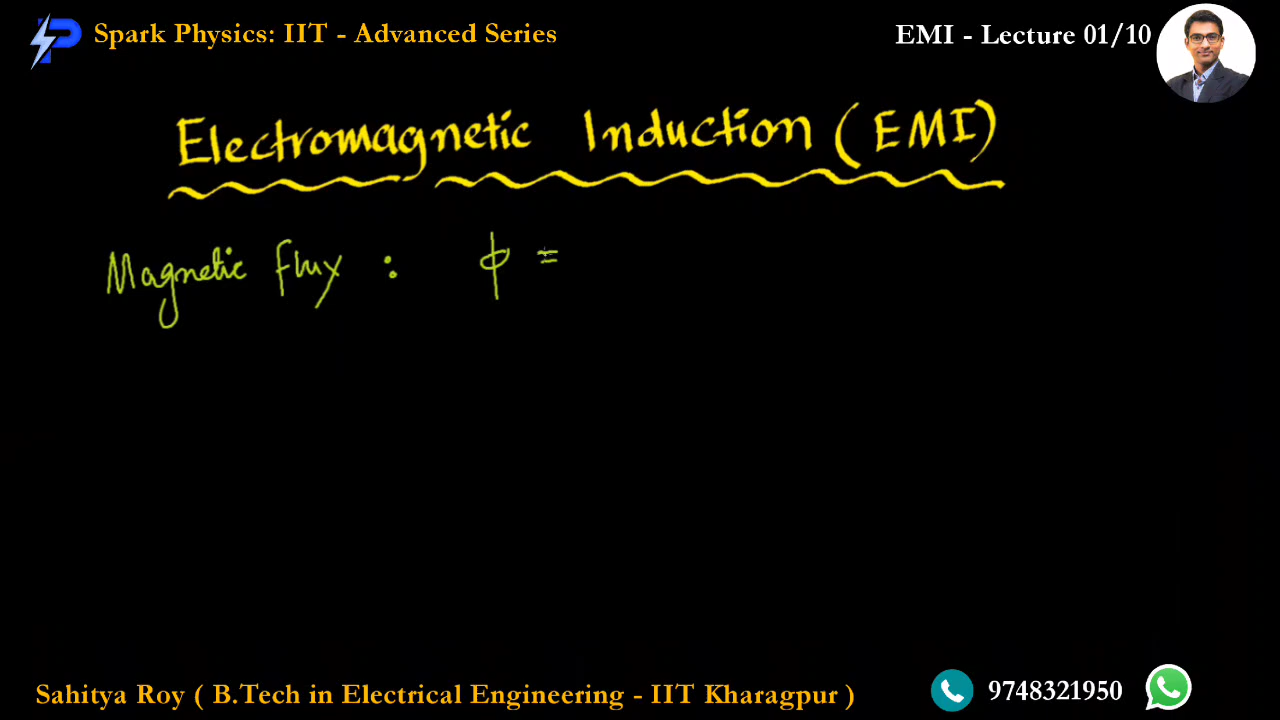 Spark Physics: IIT - Advanced Series
EMI - Lecture 01/10
Electromagnetic Induction (EMI)
Magnetic flux : ϕ =
Sahitya Roy ( B.Tech in Electrical Engineering - IIT Kharagpur )
9748321950